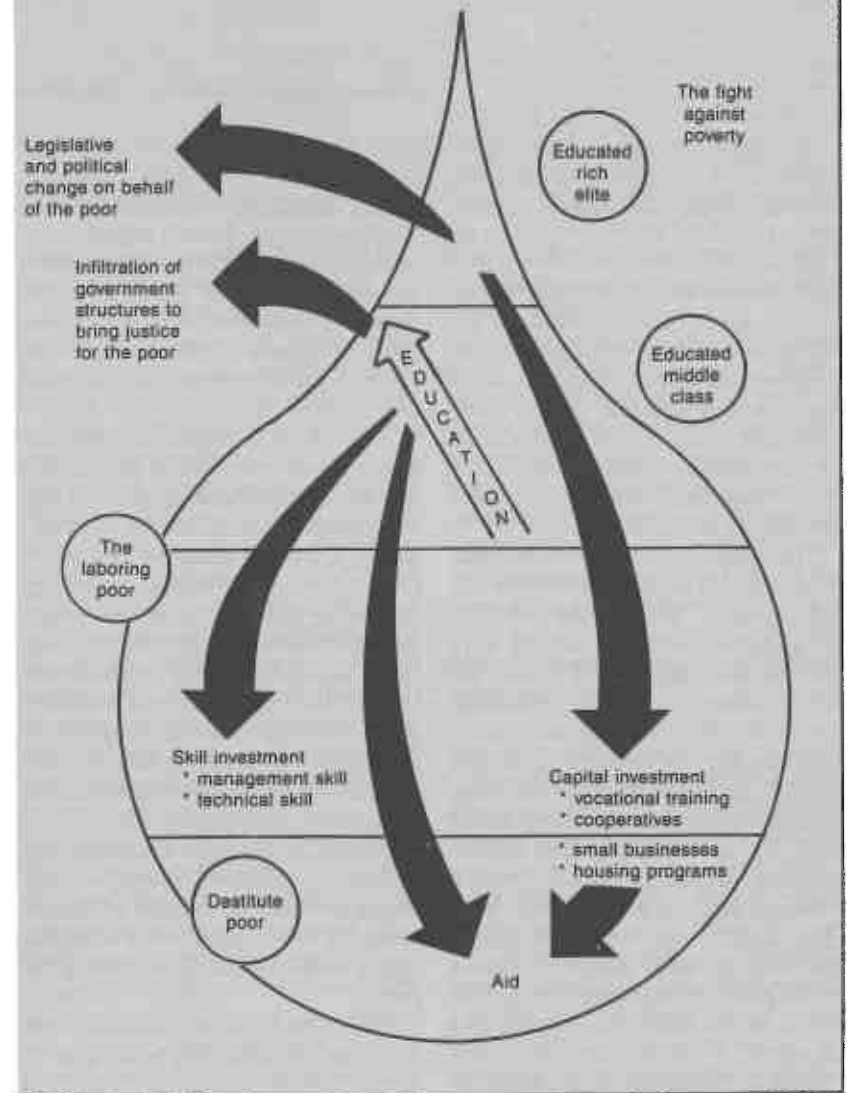 The fight
against
poverty
Educated
rich
elite
Legislative
and political
change on behalf
of the poor
Infiltration of
government
structures to
bring justice
for the poor
Educated
middle
class
EDUCATION
The
laboring
poor
Skill investment
* management skill
* technical skill
Capital investment
* vocational training
* cooperatives
* small businesses
* housing programs
Destitute
poor
Aid